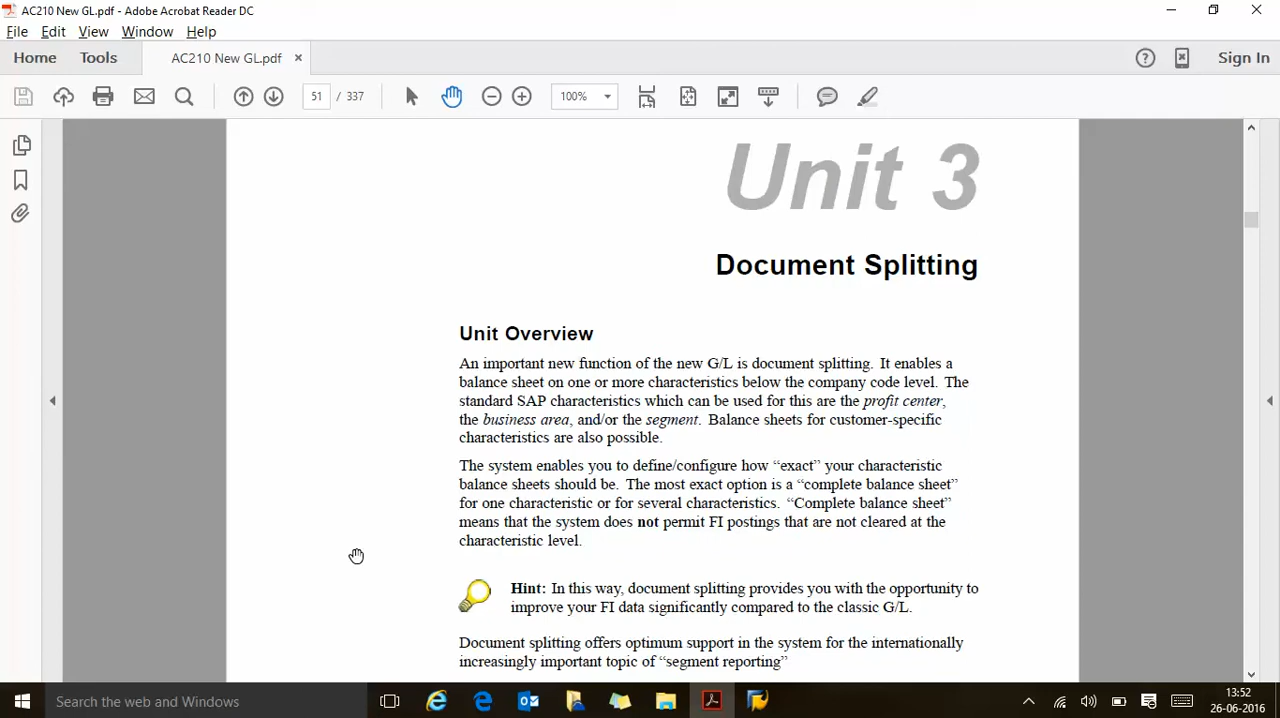 AC210 New GL.pdf - Adobe Acrobat Reader DC
File Edit View Window Help
Home Tools AC210 New GL.pdf × Sign In
51 / 337 100%
Unit 3
Document Splitting
Unit Overview
An important new function of the new G/L is document splitting. It enables a
balance sheet on one or more characteristics below the company code level. The
standard SAP characteristics which can be used for this are the profit center,
the business area, and/or the segment. Balance sheets for customer-specific
characteristics are also possible.
The system enables you to define/configure how “exact” your characteristic
balance sheets should be. The most exact option is a “complete balance sheet”
for one characteristic or for several characteristics. “Complete balance sheet”
means that the system does not permit FI postings that are not cleared at the
characteristic level.
Hint: In this way, document splitting provides you with the opportunity to
improve your FI data significantly compared to the classic G/L.
Document splitting offers optimum support in the system for the internationally
increasingly important topic of “segment reporting”
Search the web and Windows
13:52
26-06-2016